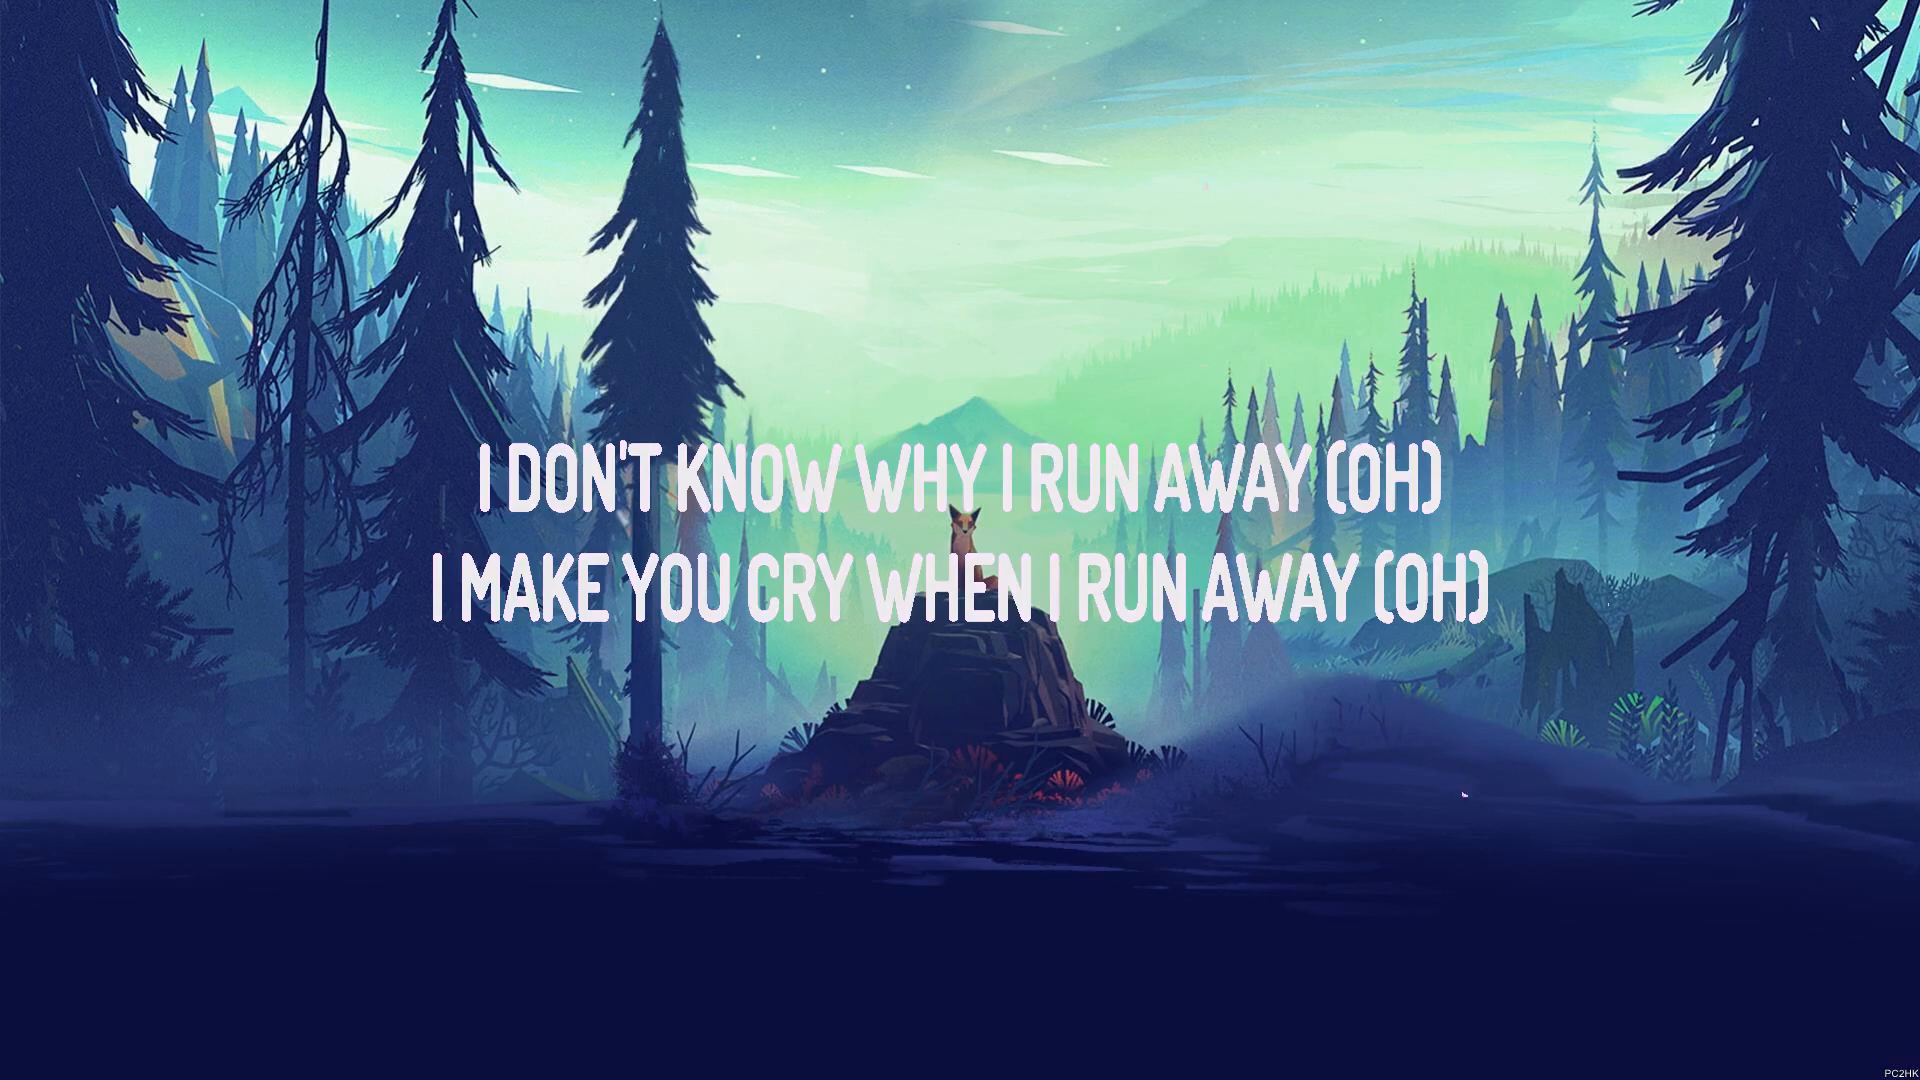 I DON'T KNOW WHY I RUN AWAY (OH)
I MAKE YOU CRY WHEN I RUN AWAY (OH)
PC2HK